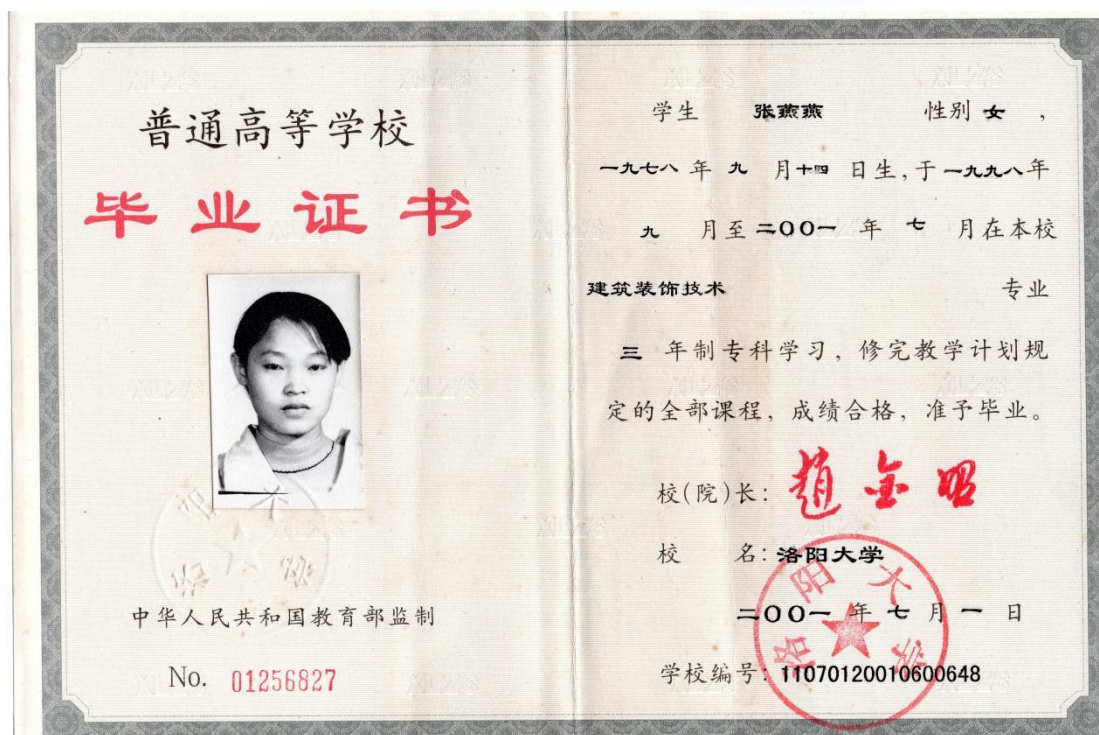 普通高等学校
毕业证书
中华人民共和国教育部监制
No. 01256827
学生 张燕燕 性别 女 ,
一九七八 年 九 月十四 日生,于一九九八年
九 月至二〇〇一 年 七 月在本校
建筑装饰技术 专业
三 年制专科学习，修完教学计划规
定的全部课程，成绩合格，准予毕业。
校(院)长: 趙金昭
校 名: 洛阳大学
二〇〇一 年 七 月 一 日
学校编号: 11070120010600648
洛阳大学